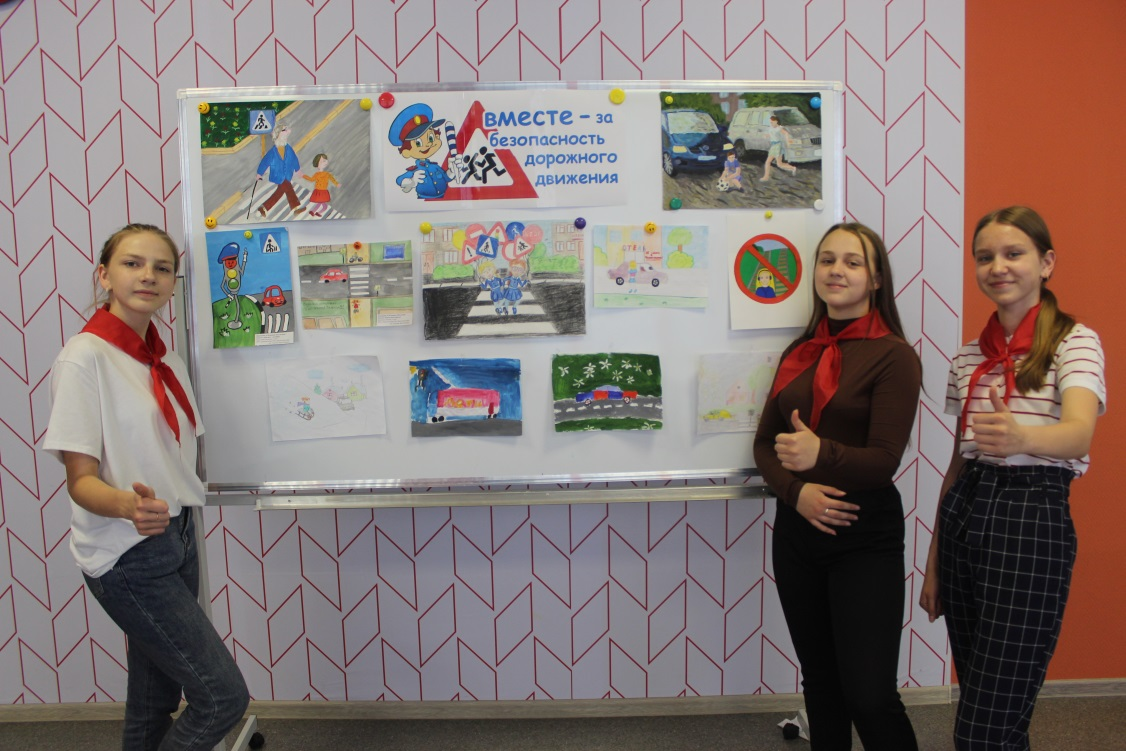 вместе – за
безопасность
дорожного
движения